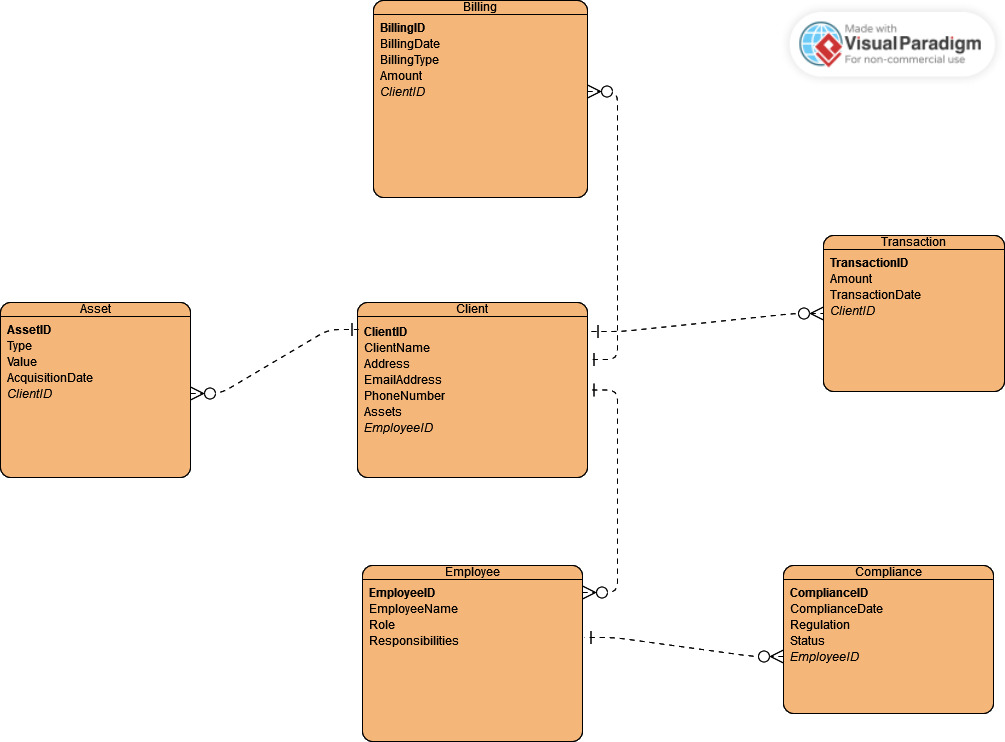 Billing
BillingID
BillingDate
BillingType
Amount
ClientID
Made with
Visual Paradigm
For non-commercial use
Transaction
TransactionID
Amount
TransactionDate
ClientID
Asset
AssetID
Type
Value
AcquisitionDate
ClientID
Client
ClientID
ClientName
Address
EmailAddress
PhoneNumber
Assets
EmployeeID
Employee
EmployeeID
EmployeeName
Role
Responsibilities
Compliance
ComplianceID
ComplianceDate
Regulation
Status
EmployeeID